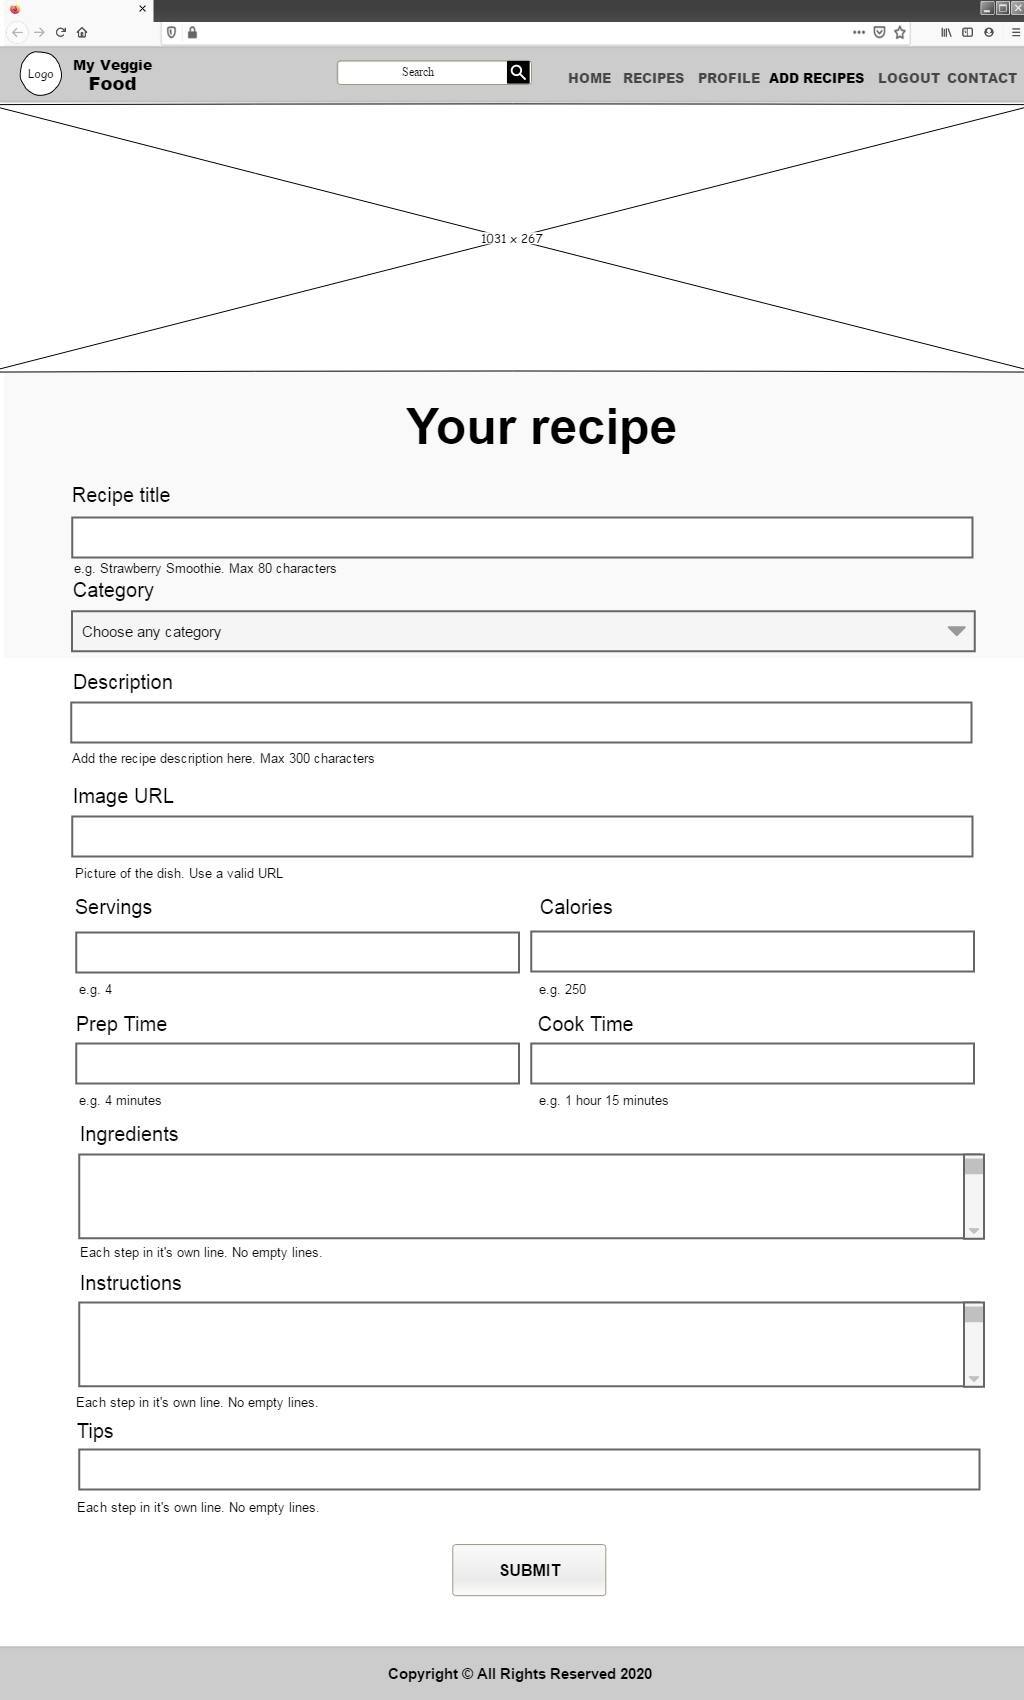 Logo
My Veggie
Food
Search
HOME RECIPES PROFILE ADD RECIPES LOGOUT CONTACT
1031 x 267
Your recipe
Recipe title
e.g. Strawberry Smoothie. Max 80 characters
Category
Choose any category
Description
Add the recipe description here. Max 300 characters
Image URL
Picture of the dish. Use a valid URL
Servings Calories
e.g. 4 e.g. 250
Prep Time Cook Time
e.g. 4 minutes e.g. 1 hour 15 minutes
Ingredients
Each step in it's own line. No empty lines.
Instructions
Each step in it's own line. No empty lines.
Tips
Each step in it's own line. No empty lines.
SUBMIT
Copyright © All Rights Reserved 2020